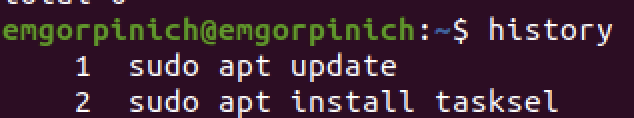 emgorpinich@emgorpinich:~$ history
    1  sudo apt update
    2  sudo apt install tasksel